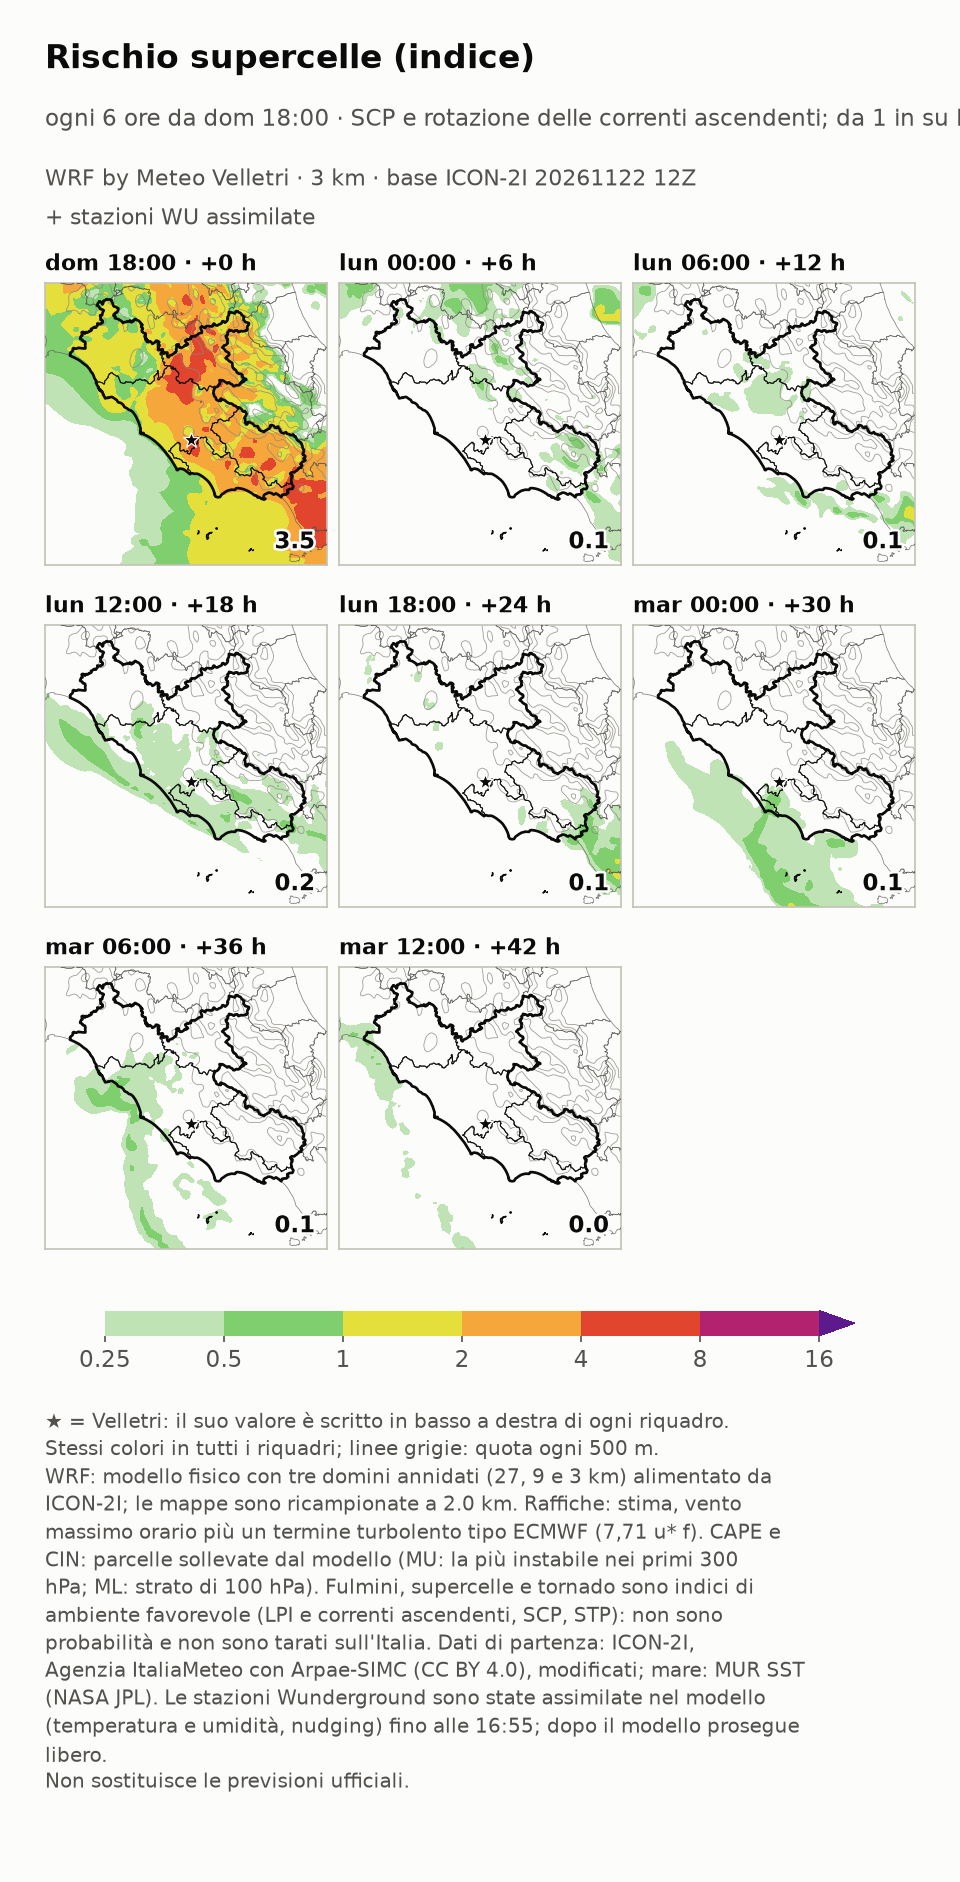 Rischio supercelle (indice)
ogni 6 ore da dom 18:00 · SCP e rotazione delle correnti ascendenti; da 1 in su
WRF by Meteo Velletri · 3 km · base ICON-2I 20261122 12Z
+ stazioni WU assimilate
dom 18:00 · +0 h
lun 00:00 · +6 h
lun 06:00 · +12 h
3.5
0.1
0.1
lun 12:00 · +18 h
lun 18:00 · +24 h
mar 00:00 · +30 h
0.2
0.1
0.1
mar 06:00 · +36 h
mar 12:00 · +42 h
0.1
0.0
0.25 0.5 1 2 4 8 16
★ = Velletri: il suo valore è scritto in basso a destra di ogni riquadro.
Stessi colori in tutti i riquadri; linee grigie: quota ogni 500 m.
WRF: modello fisico con tre domini annidati (27, 9 e 3 km) alimentato da
ICON-2I; le mappe sono ricampionate a 2.0 km. Raffiche: stima, vento
massimo orario più un termine turbolento tipo ECMWF (7,71 u* f). CAPE e
CIN: parcelle sollevate dal modello (MU: la più instabile nei primi 300
hPa; ML: strato di 100 hPa). Fulmini, supercelle e tornado sono indici di
ambiente favorevole (LPI e correnti ascendenti, SCP, STP): non sono
probabilità e non sono tarati sull'Italia. Dati di partenza: ICON-2I,
Agenzia ItaliaMeteo con Arpae-SIMC (CC BY 4.0), modificati; mare: MUR SST
(NASA JPL). Le stazioni Wunderground sono state assimilate nel modello
(temperatura e umidità, nudging) fino alle 16:55; dopo il modello prosegue
libero.
Non sostituisce le previsioni ufficiali.